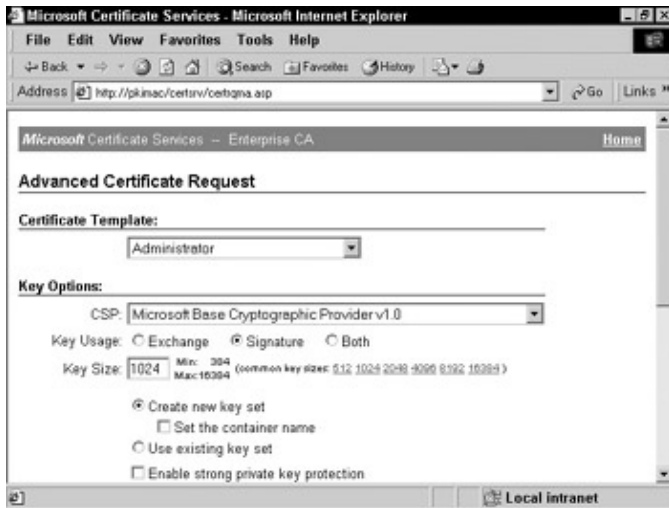 Microsoft Certificate Services - Microsoft Internet Explorer
File Edit View Favorites Tools Help
Back Search Favorites History
Address http://pkimac/certsrv/certrqma.asp Go Links »
Microsoft Certificate Services -- Enterprise CA Home
Advanced Certificate Request
Certificate Template:
Administrator
Key Options:
CSP: Microsoft Base Cryptographic Provider v1.0
Key Usage: Exchange Signature Both
Key Size: 1024 Min: 384 Max:16384 (common key sizes: 512 1024 2048 4096 8192 16384 )
Create new key set
Set the container name
Use existing key set
Enable strong private key protection
Local intranet